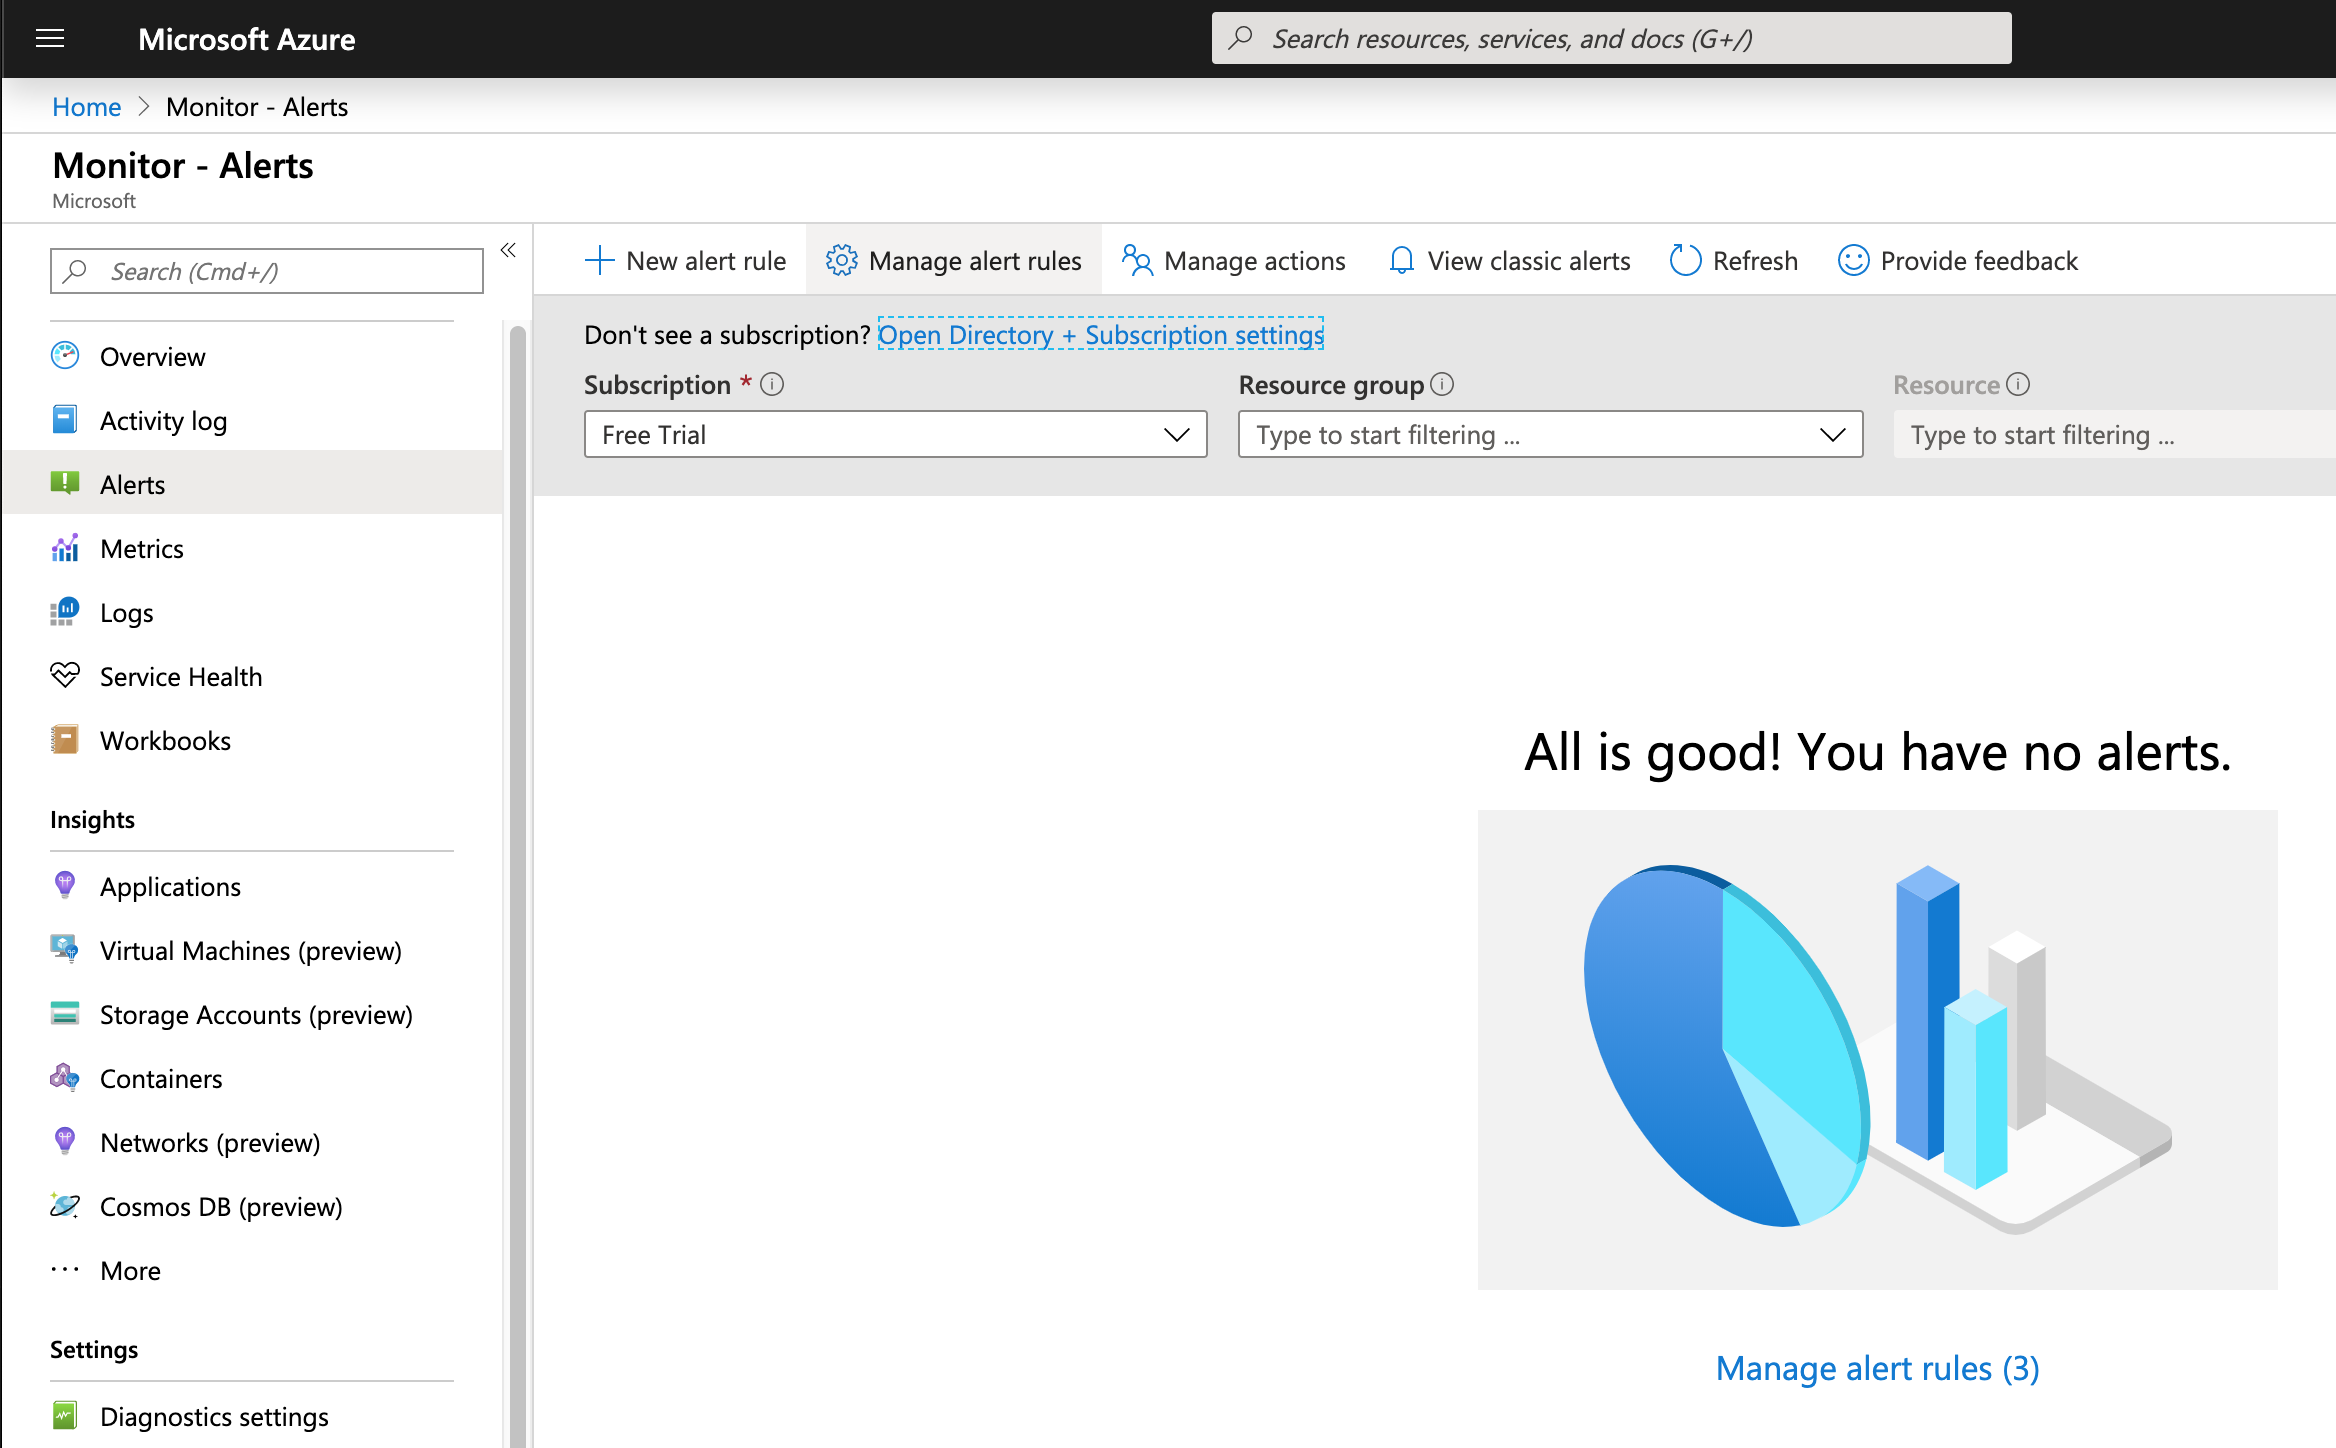 Microsoft Azure
Search resources, services, and docs (G+/)
Home > Monitor - Alerts
Monitor - Alerts
Microsoft
Search (Cmd+/)
«
Overview
Activity log
Alerts
Metrics
Logs
Service Health
Workbooks
Insights
Applications
Virtual Machines (preview)
Storage Accounts (preview)
Containers
Networks (preview)
Cosmos DB (preview)
··· More
Settings
Diagnostics settings
New alert rule Manage alert rules Manage actions View classic alerts Refresh Provide feedback
Don't see a subscription? Open Directory + Subscription settings
Subscription * Resource group Resource
Free Trial Type to start filtering ... Type to start filtering ...
All is good! You have no alerts.
Manage alert rules (3)